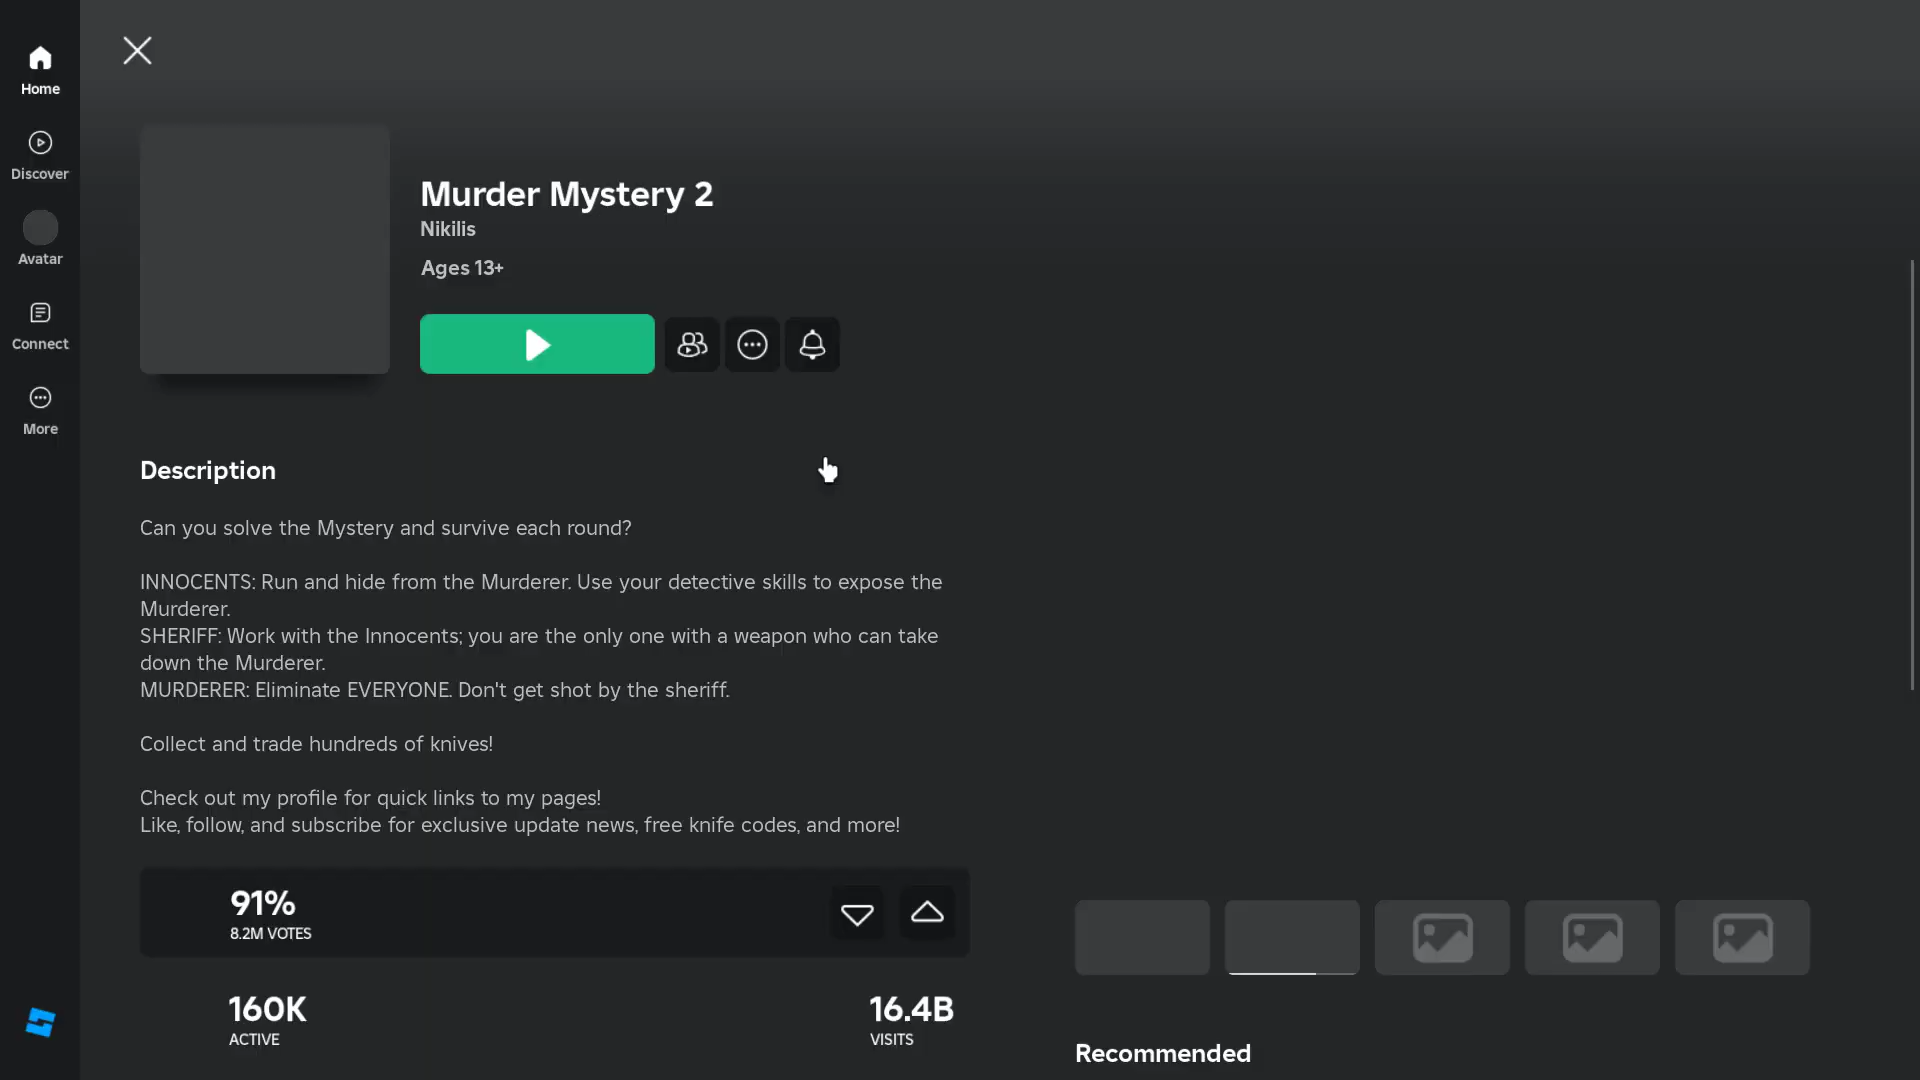 Home
Discover
Avatar
Connect
More
Murder Mystery 2
Nikilis
Ages 13+
Description
Can you solve the Mystery and survive each round?
INNOCENTS: Run and hide from the Murderer. Use your detective skills to expose the
Murderer.
SHERIFF: Work with the Innocents; you are the only one with a weapon who can take
down the Murderer.
MURDERER: Eliminate EVERYONE. Don't get shot by the sheriff.
Collect and trade hundreds of knives!
Check out my profile for quick links to my pages!
Like, follow, and subscribe for exclusive update news, free knife codes, and more!
91%
8.2M VOTES
160K
ACTIVE
16.4B
VISITS
Recommended